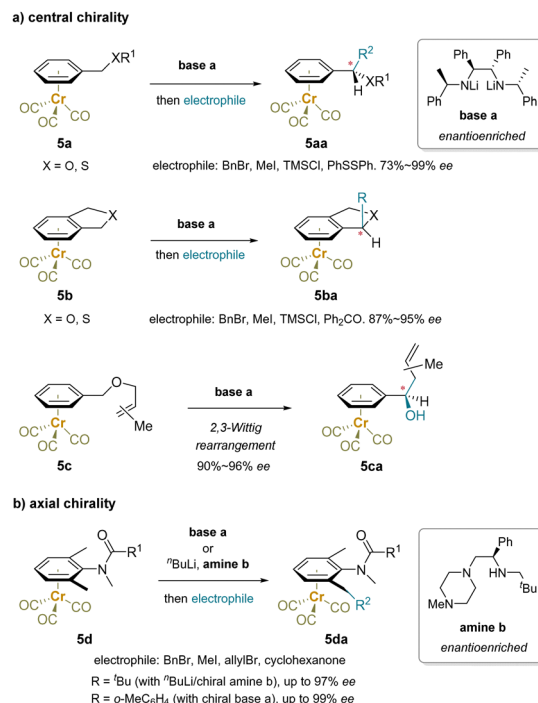 a) central chirality
XR¹
Cr
OC
CO
CO
5a
X = O, S
base a
then electrophile
R²
*
H
XR¹
Cr
OC
CO
CO
5aa
electrophile: BnBr, MeI, TMSCl, PhSSPh. 73%~99% ee
Ph
NLi LiN
Ph
Ph
Ph
base a
enantioenriched
X
Cr
OC
CO
OC
5b
X = O, S
base a
then electrophile
R
X
*
H
Cr
OC
CO
OC
5ba
electrophile: BnBr, MeI, TMSCl, Ph₂CO. 87%~95% ee
O
Me
Cr
OC
CO
OC
5c
base a
2,3-Wittig
rearrangement
90%~96% ee
Me
*
H
OH
Cr
OC
CO
OC
5ca
b) axial chirality
O
R¹
N
Cr
OC
CO
OC
5d
base a
or
ⁿBuLi, amine b
then electrophile
O
R¹
N
R²
Cr
OC
CO
OC
5da
Ph
N
HN
MeN
ᵗBu
amine b
enantioenriched
electrophile: BnBr, MeI, allylBr, cyclohexanone
R = ᵗBu (with ⁿBuLi/chiral amine b), up to 97% ee
R = o-MeC₆H₄ (with chiral base a), up to 99% ee